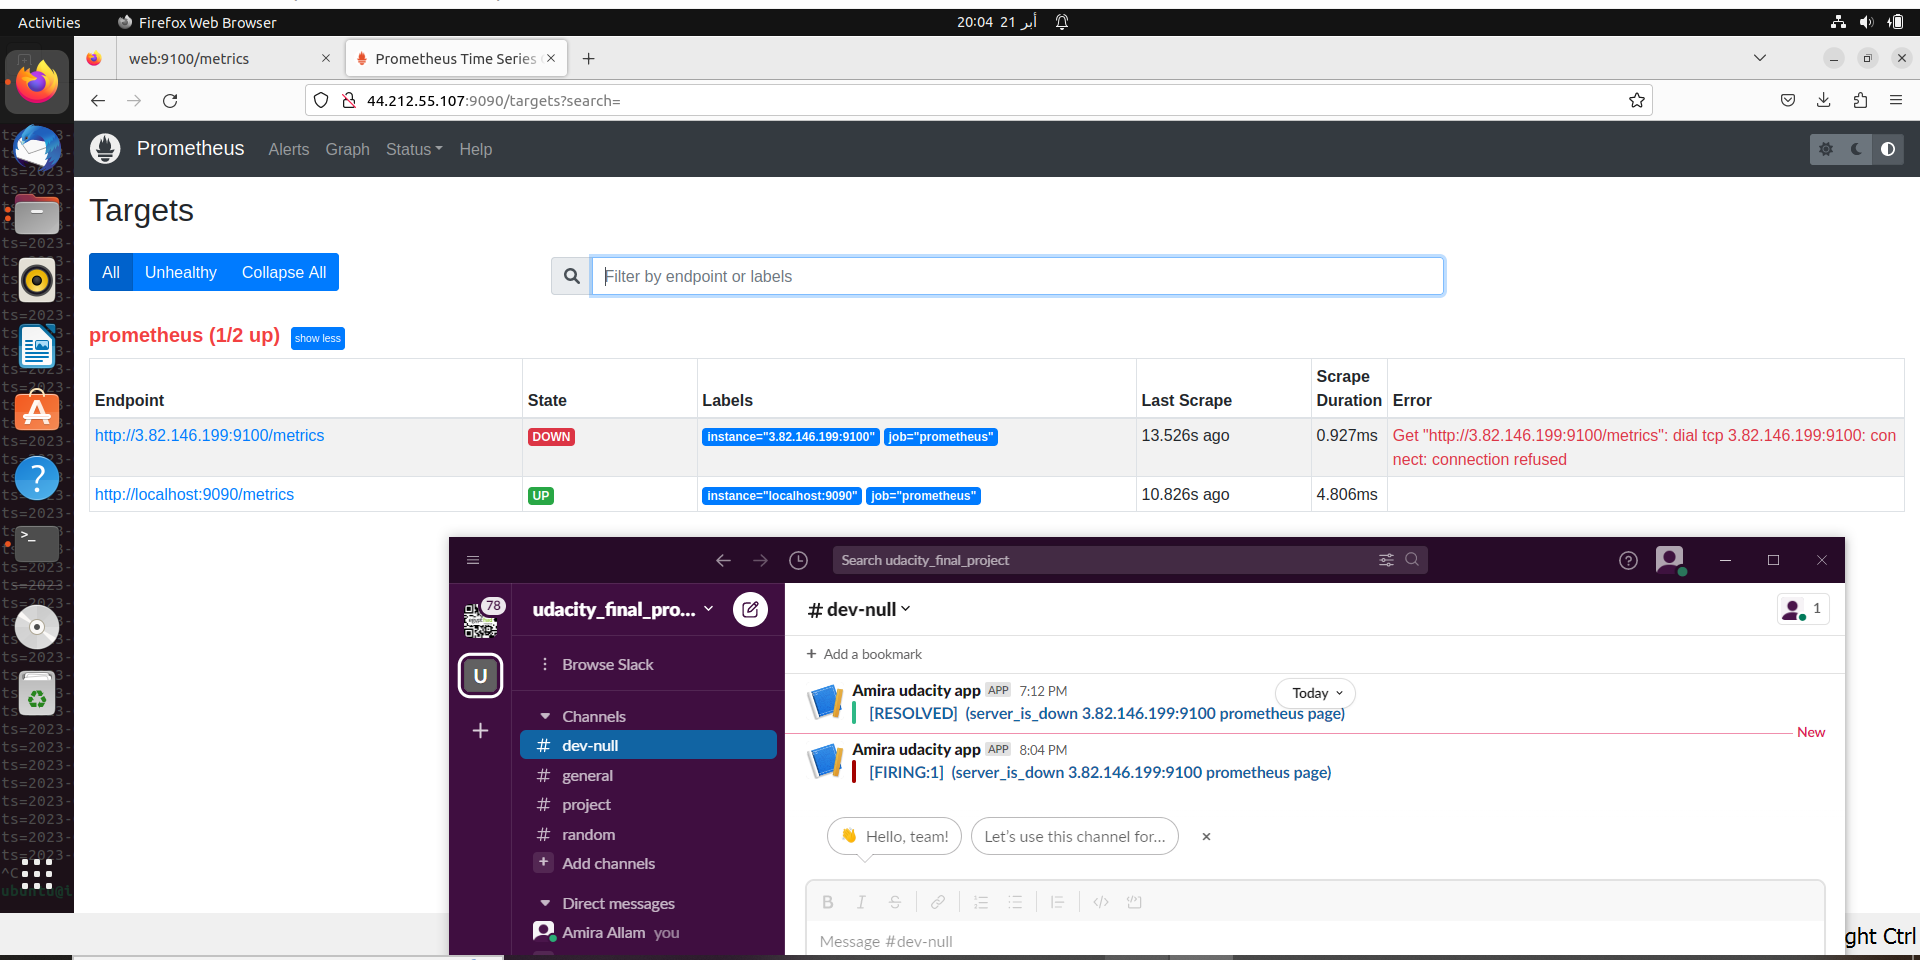 Activities
Firefox Web Browser
20:04 21 أبر
web:9100/metrics
Prometheus Time Series
44.212.55.107:9090/targets?search=
Prometheus
Alerts
Graph
Status
Help
Targets
All
Unhealthy
Collapse All
Filter by endpoint or labels
prometheus (1/2 up)
show less
Endpoint
State
Labels
Last Scrape
Scrape Duration
Error
http://3.82.146.199:9100/metrics
DOWN
instance="3.82.146.199:9100"
job="prometheus"
13.526s ago
0.927ms
Get "http://3.82.146.199:9100/metrics": dial tcp 3.82.146.199:9100: con
nect: connection refused
http://localhost:9090/metrics
UP
instance="localhost:9090"
job="prometheus"
10.826s ago
4.806ms
Search udacity_final_project
78
udacity_final_pro...
U
Browse Slack
Channels
# dev-null
# general
# project
# random
Add channels
Direct messages
Amira Allam you
# dev-null
1
Add a bookmark
Amira udacity app APP 7:12 PM
Today
[RESOLVED] (server_is_down 3.82.146.199:9100 prometheus page)
New
Amira udacity app APP 8:04 PM
[FIRING:1] (server_is_down 3.82.146.199:9100 prometheus page)
👋 Hello, team!
Let's use this channel for...
Message #dev-null
ght Ctrl